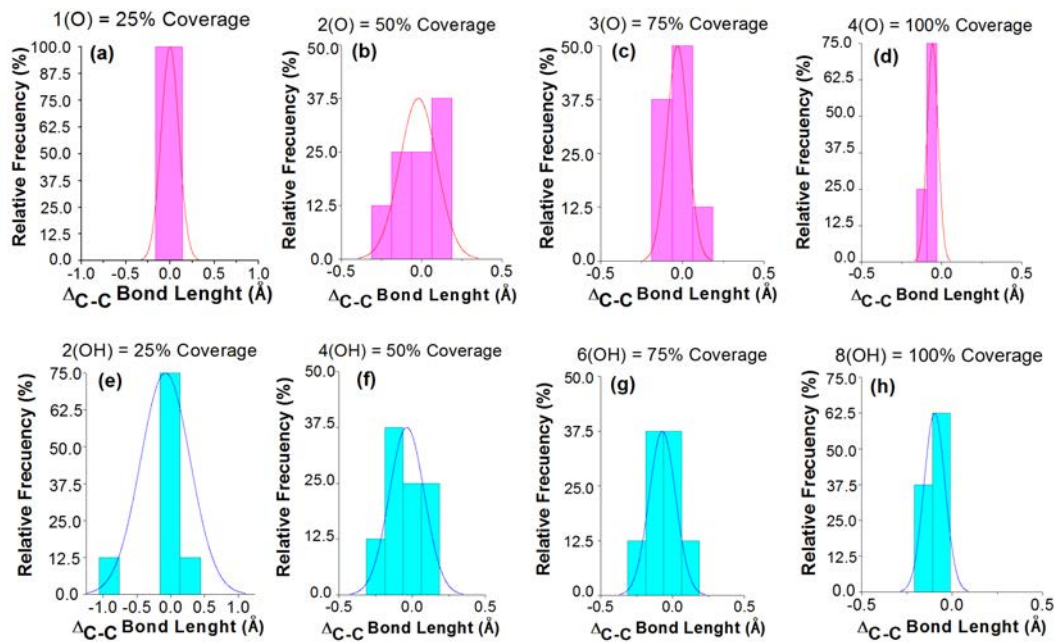 1(O) = 25% Coverage
(a)
Relative Frecuency (%)
100.0
87.5
75.0
62.5
50.0
37.5
25.0
12.5
0.0
-1.0 -0.5 0.0 0.5 1.0
ΔC-C Bond Lenght (Å)
2(O) = 50% Coverage
(b)
Relative Frecuency (%)
50.0
37.5
25.0
12.5
0.0
-0.5 0.0 0.5
ΔC-C Bond Lenght (Å)
3(O) = 75% Coverage
(c)
Relative Frecuency (%)
50.0
37.5
25.0
12.5
0.0
-0.5 0.0 0.5
ΔC-C Bond Lenght (Å)
4(O) = 100% Coverage
(d)
Relative Frecuency (%)
75.0
62.5
50.0
37.5
25.0
12.5
0.0
-0.5 0.0 0.5
ΔC-C Bond Lenght (Å)
2(OH) = 25% Coverage
(e)
Relative Frecuency (%)
75.0
62.5
50.0
37.5
25.0
12.5
0.0
-1.0 -0.5 0.0 0.5 1.0
ΔC-C Bond Lenght (Å)
4(OH) = 50% Coverage
(f)
Relative Frecuency (%)
50.0
37.5
25.0
12.5
0.0
-0.5 0.0 0.5
ΔC-C Bond Lenght (Å)
6(OH) = 75% Coverage
(g)
Relative Frecuency (%)
50.0
37.5
25.0
12.5
0.0
-0.5 0.0 0.5
ΔC-C Bond Lenght (Å)
8(OH) = 100% Coverage
(h)
Relative Frecuency (%)
75.0
62.5
50.0
37.5
25.0
12.5
0.0
-0.5 0.0 0.5
ΔC-C Bond Lenght (Å)